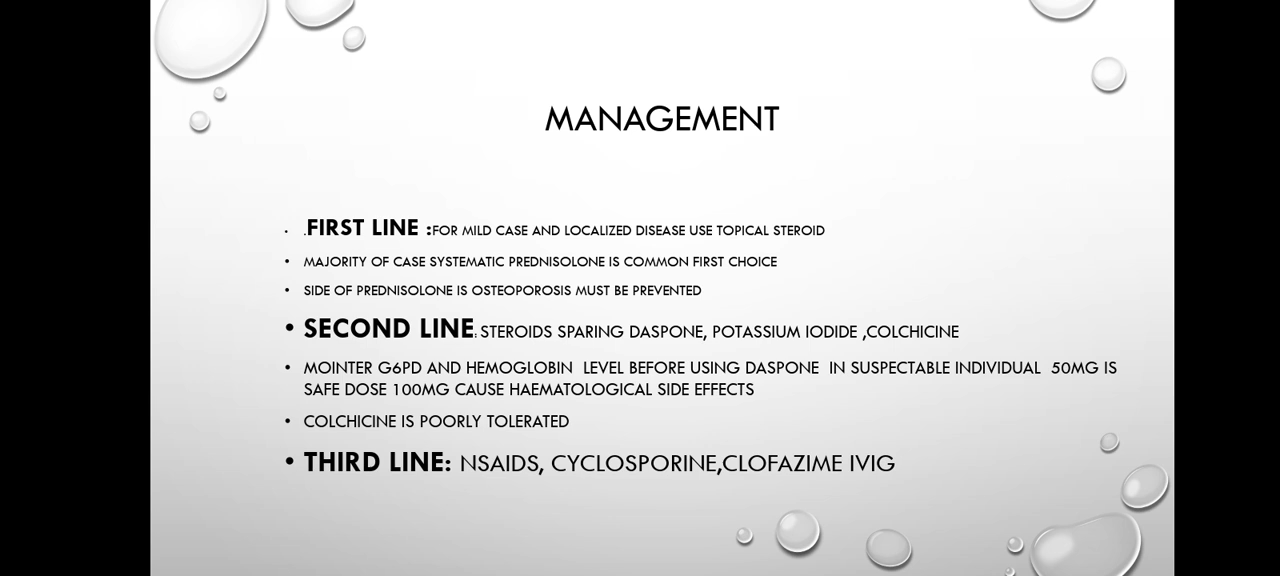 MANAGEMENT
• .FIRST LINE :FOR MILD CASE AND LOCALIZED DISEASE USE TOPICAL STEROID
• MAJORITY OF CASE SYSTEMATIC PREDNISOLONE IS COMMON FIRST CHOICE
• SIDE OF PREDNISOLONE IS OSTEOPOROSIS MUST BE PREVENTED
• SECOND LINE: STEROIDS SPARING DASPONE, POTASSIUM IODIDE ,COLCHICINE
• MOINTER G6PD AND HEMOGLOBIN LEVEL BEFORE USING DASPONE IN SUSPECTABLE INDIVIDUAL 50MG IS
SAFE DOSE 100MG CAUSE HAEMATOLOGICAL SIDE EFFECTS
• COLCHICINE IS POORLY TOLERATED
• THIRD LINE: NSAIDS, CYCLOSPORINE,CLOFAZIME IVIG